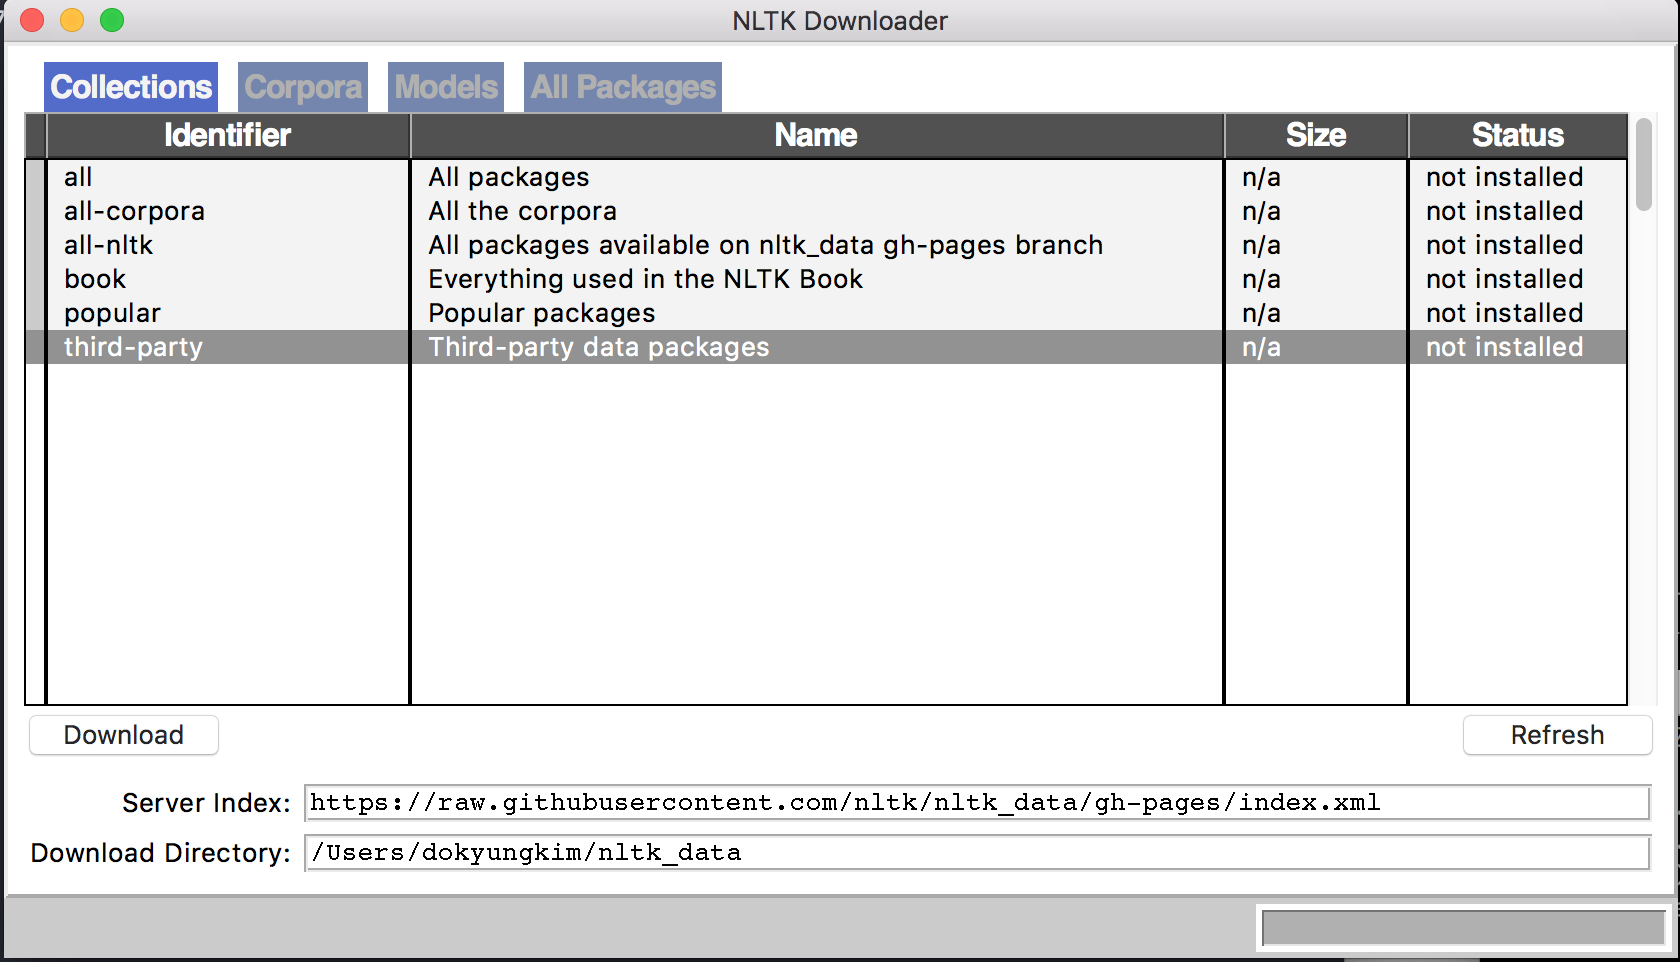 NLTK Downloader
Collections Corpora Models All Packages
Identifier Name Size Status
all All packages n/a not installed
all-corpora All the corpora n/a not installed
all-nltk All packages available on nltk_data gh-pages branch n/a not installed
book Everything used in the NLTK Book n/a not installed
popular Popular packages n/a not installed
third-party Third-party data packages n/a not installed
Download Refresh
Server Index: https://raw.githubusercontent.com/nltk/nltk_data/gh-pages/index.xml
Download Directory: /Users/dokyungkim/nltk_data